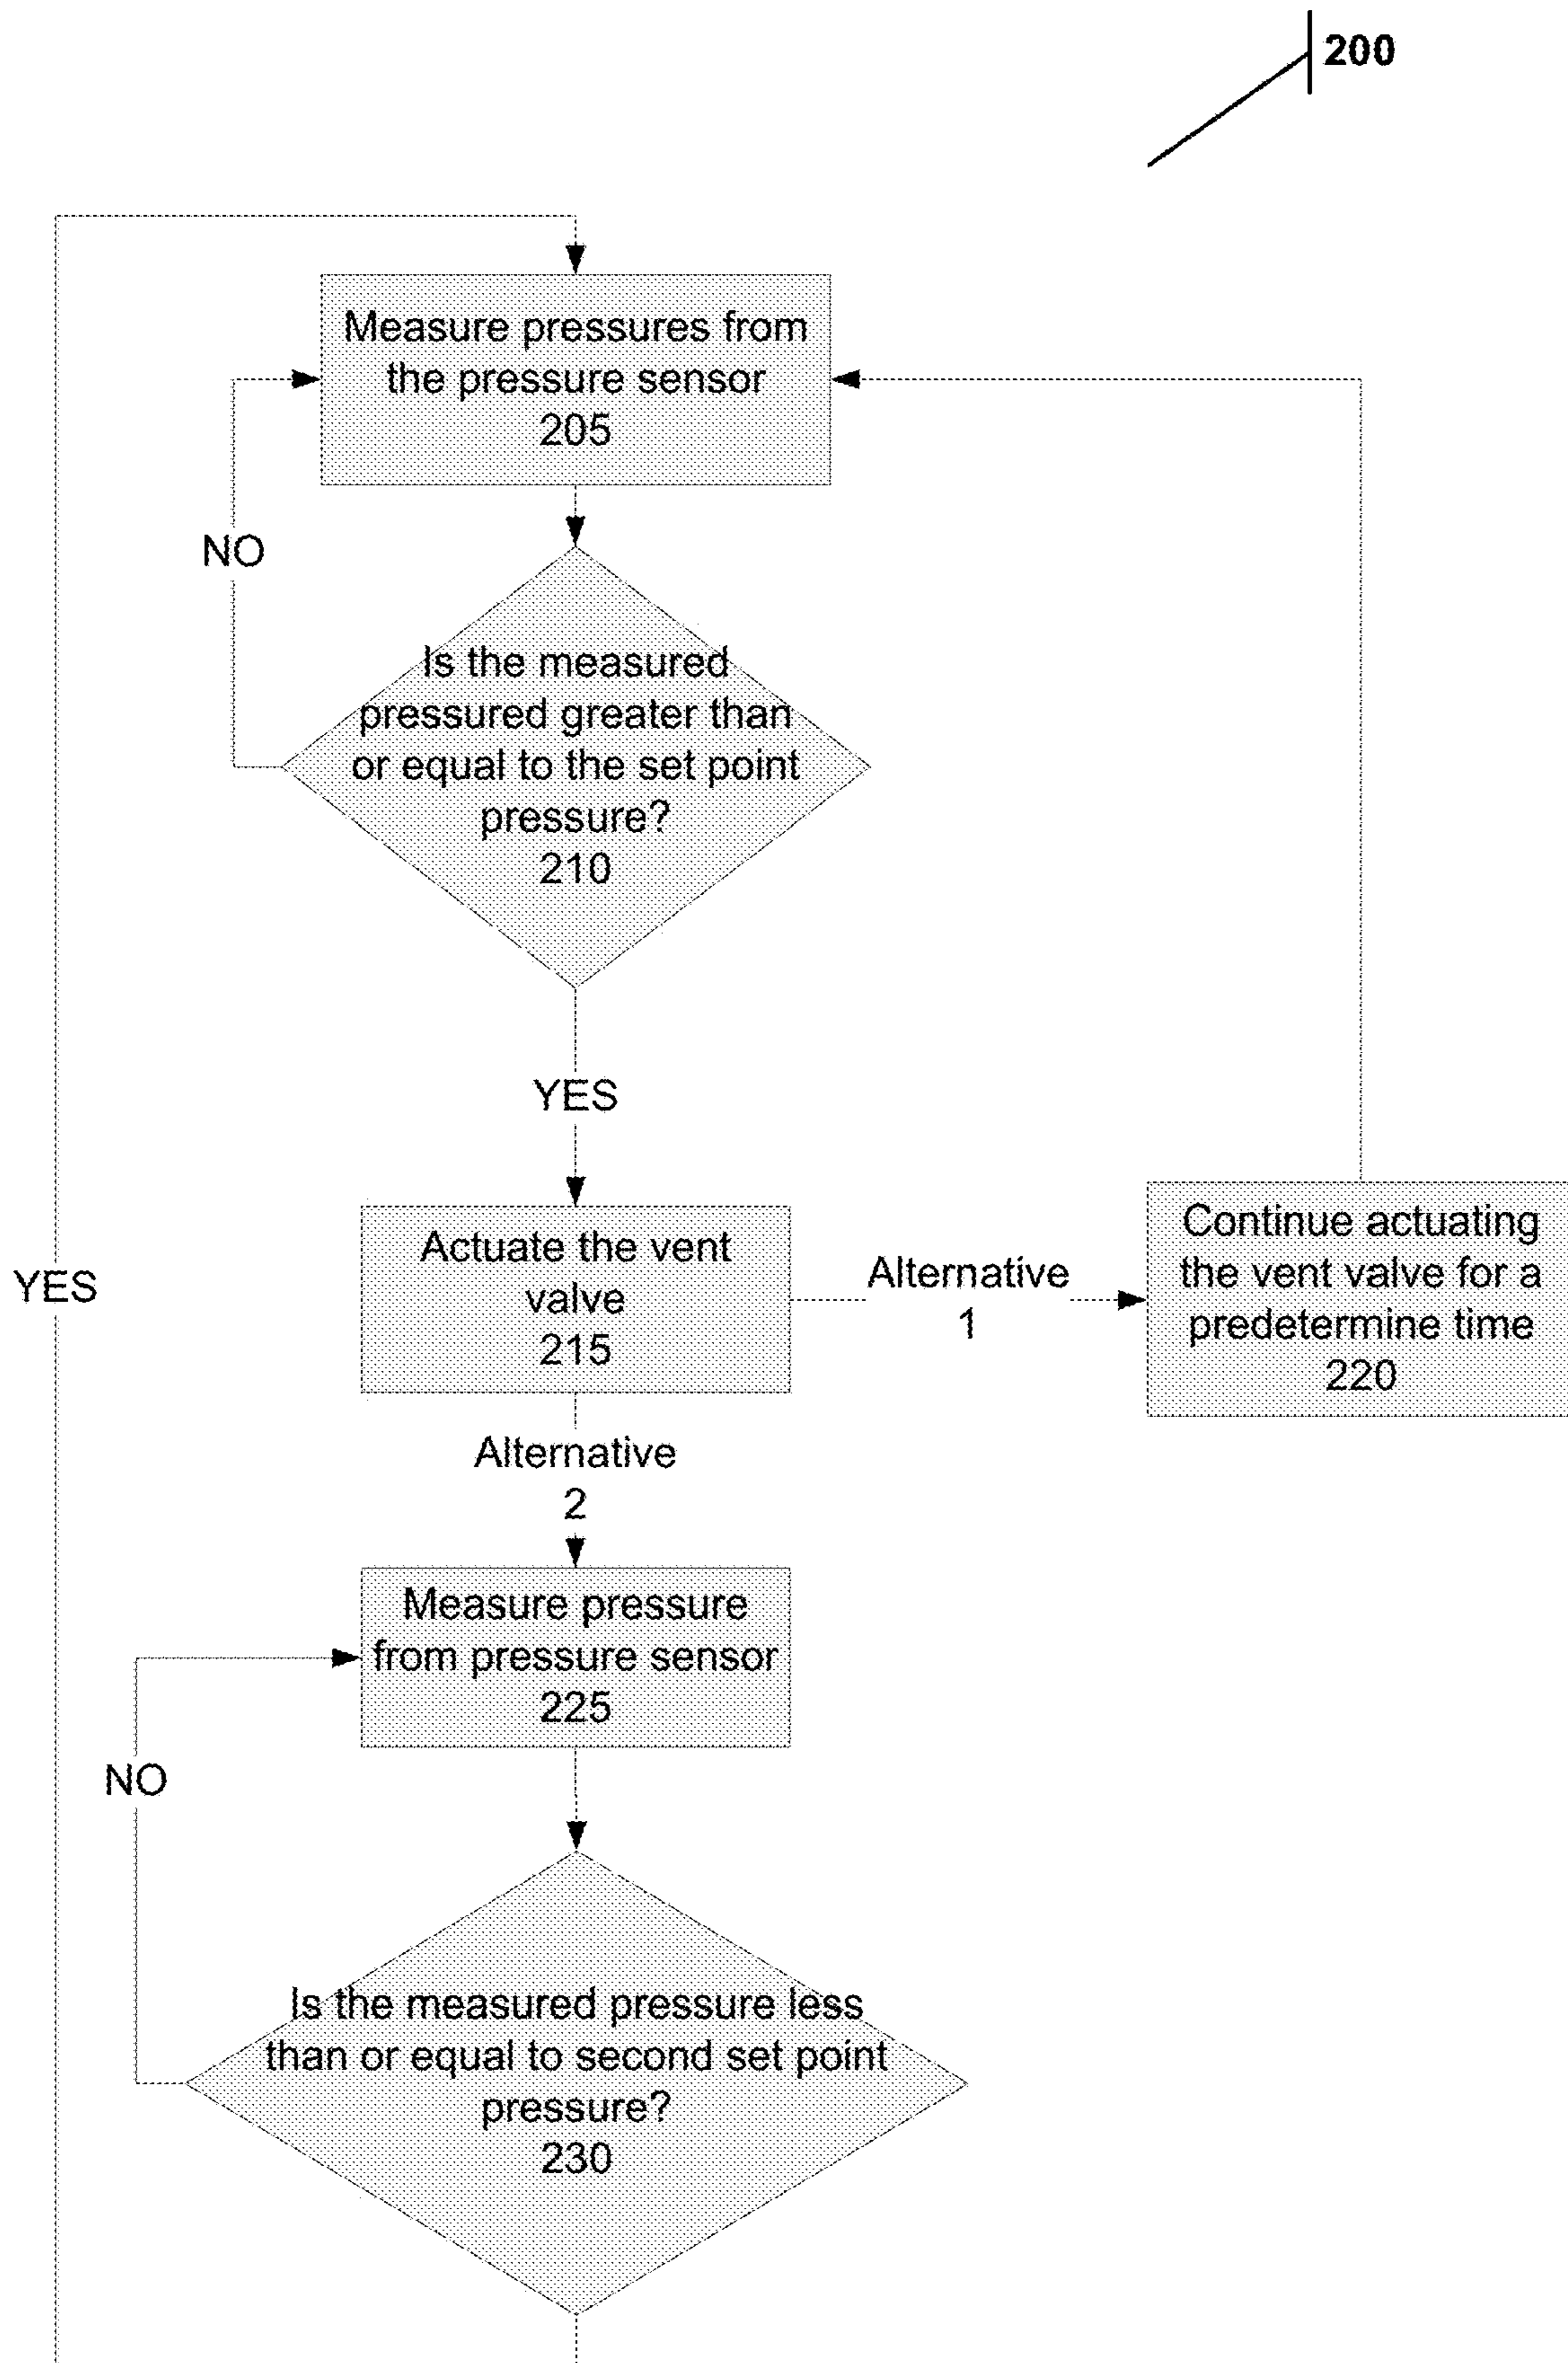 200
Measure pressures from
the pressure sensor
205
NO
Is the measured
pressured greater than
or equal to the set point
pressure?
210
YES
Actuate the vent
valve
215
Alternative
1
Continue actuating
the vent valve for a
predetermine time
220
YES
Alternative
2
Measure pressure
from pressure sensor
225
NO
Is the measured pressure less
than or equal to second set point
pressure?
230